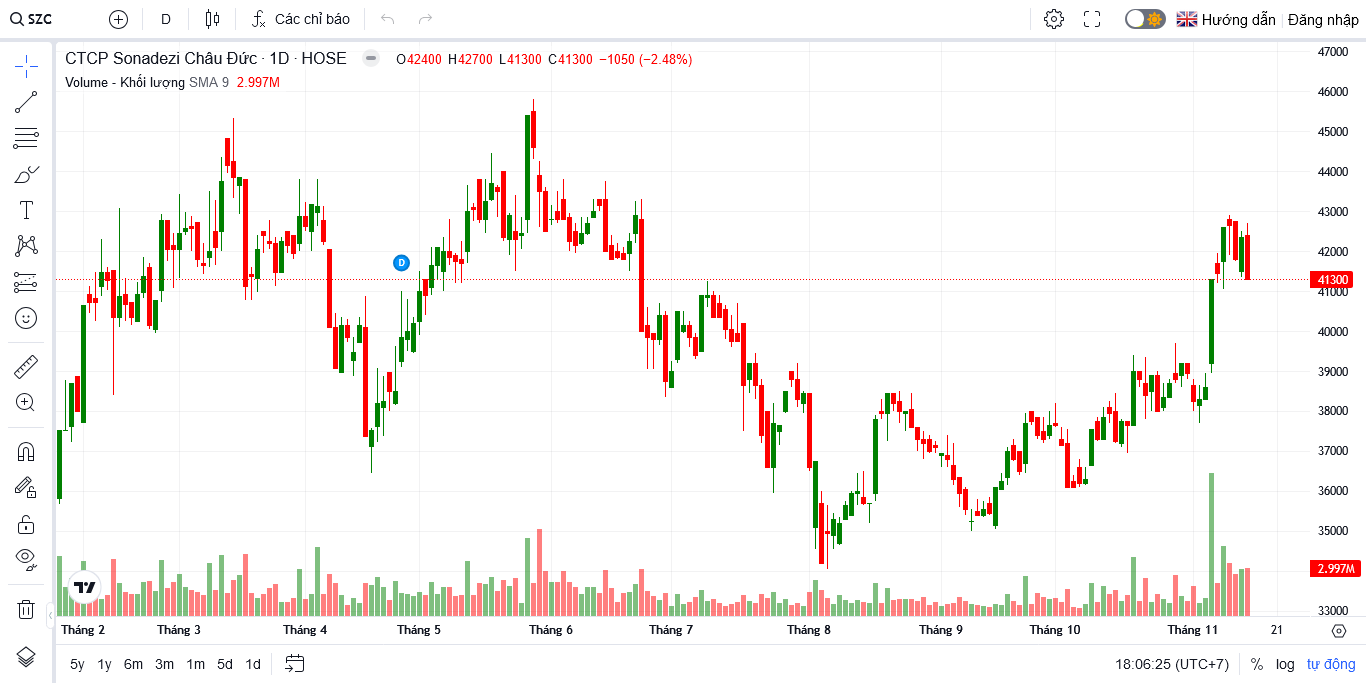 SZC D Các chỉ báo Hướng dẫn Đăng nhập
CTCP Sonadezi Châu Đức · 1D · HOSE O42400 H42700 L41300 C41300 −1050 (−2.48%)
Volume - Khối lượng SMA 9 2.997M
47000
46000
45000
44000
43000
42000
41300
41000
40000
39000
38000
37000
36000
35000
2.997M
33000
D
Tháng 2 Tháng 3 Tháng 4 Tháng 5 Tháng 6 Tháng 7 Tháng 8 Tháng 9 Tháng 10 Tháng 11 21
5y 1y 6m 3m 1m 5d 1d 18:06:25 (UTC+7) % log tự động